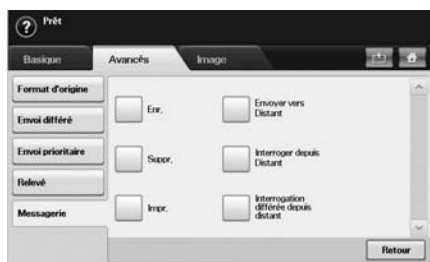 Prêt
Basique
Avancés
Image
Format d'origine
Envoi différé
Envoi prioritaire
Relevé
Messagerie
Enr.
Envoyer vers
Distant
Suppr.
Interroger depuis
Distant
Impr.
Interrogation
différée depuis
distant
Retour